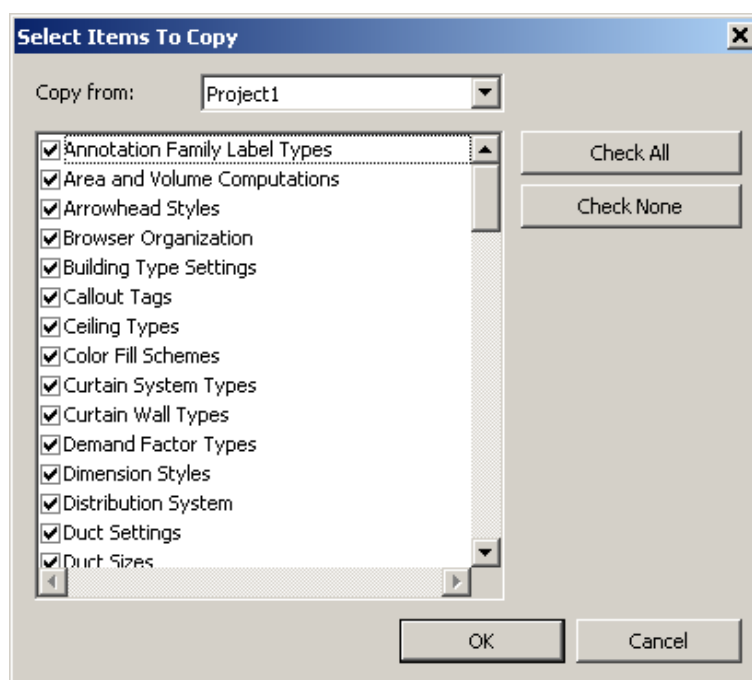 Select Items To Copy
Copy from: Project1
Annotation Family Label Types
Area and Volume Computations
Arrowhead Styles
Browser Organization
Building Type Settings
Callout Tags
Ceiling Types
Color Fill Schemes
Curtain System Types
Curtain Wall Types
Demand Factor Types
Dimension Styles
Distribution System
Duct Settings
Duct Sizes
Check All
Check None
OK Cancel